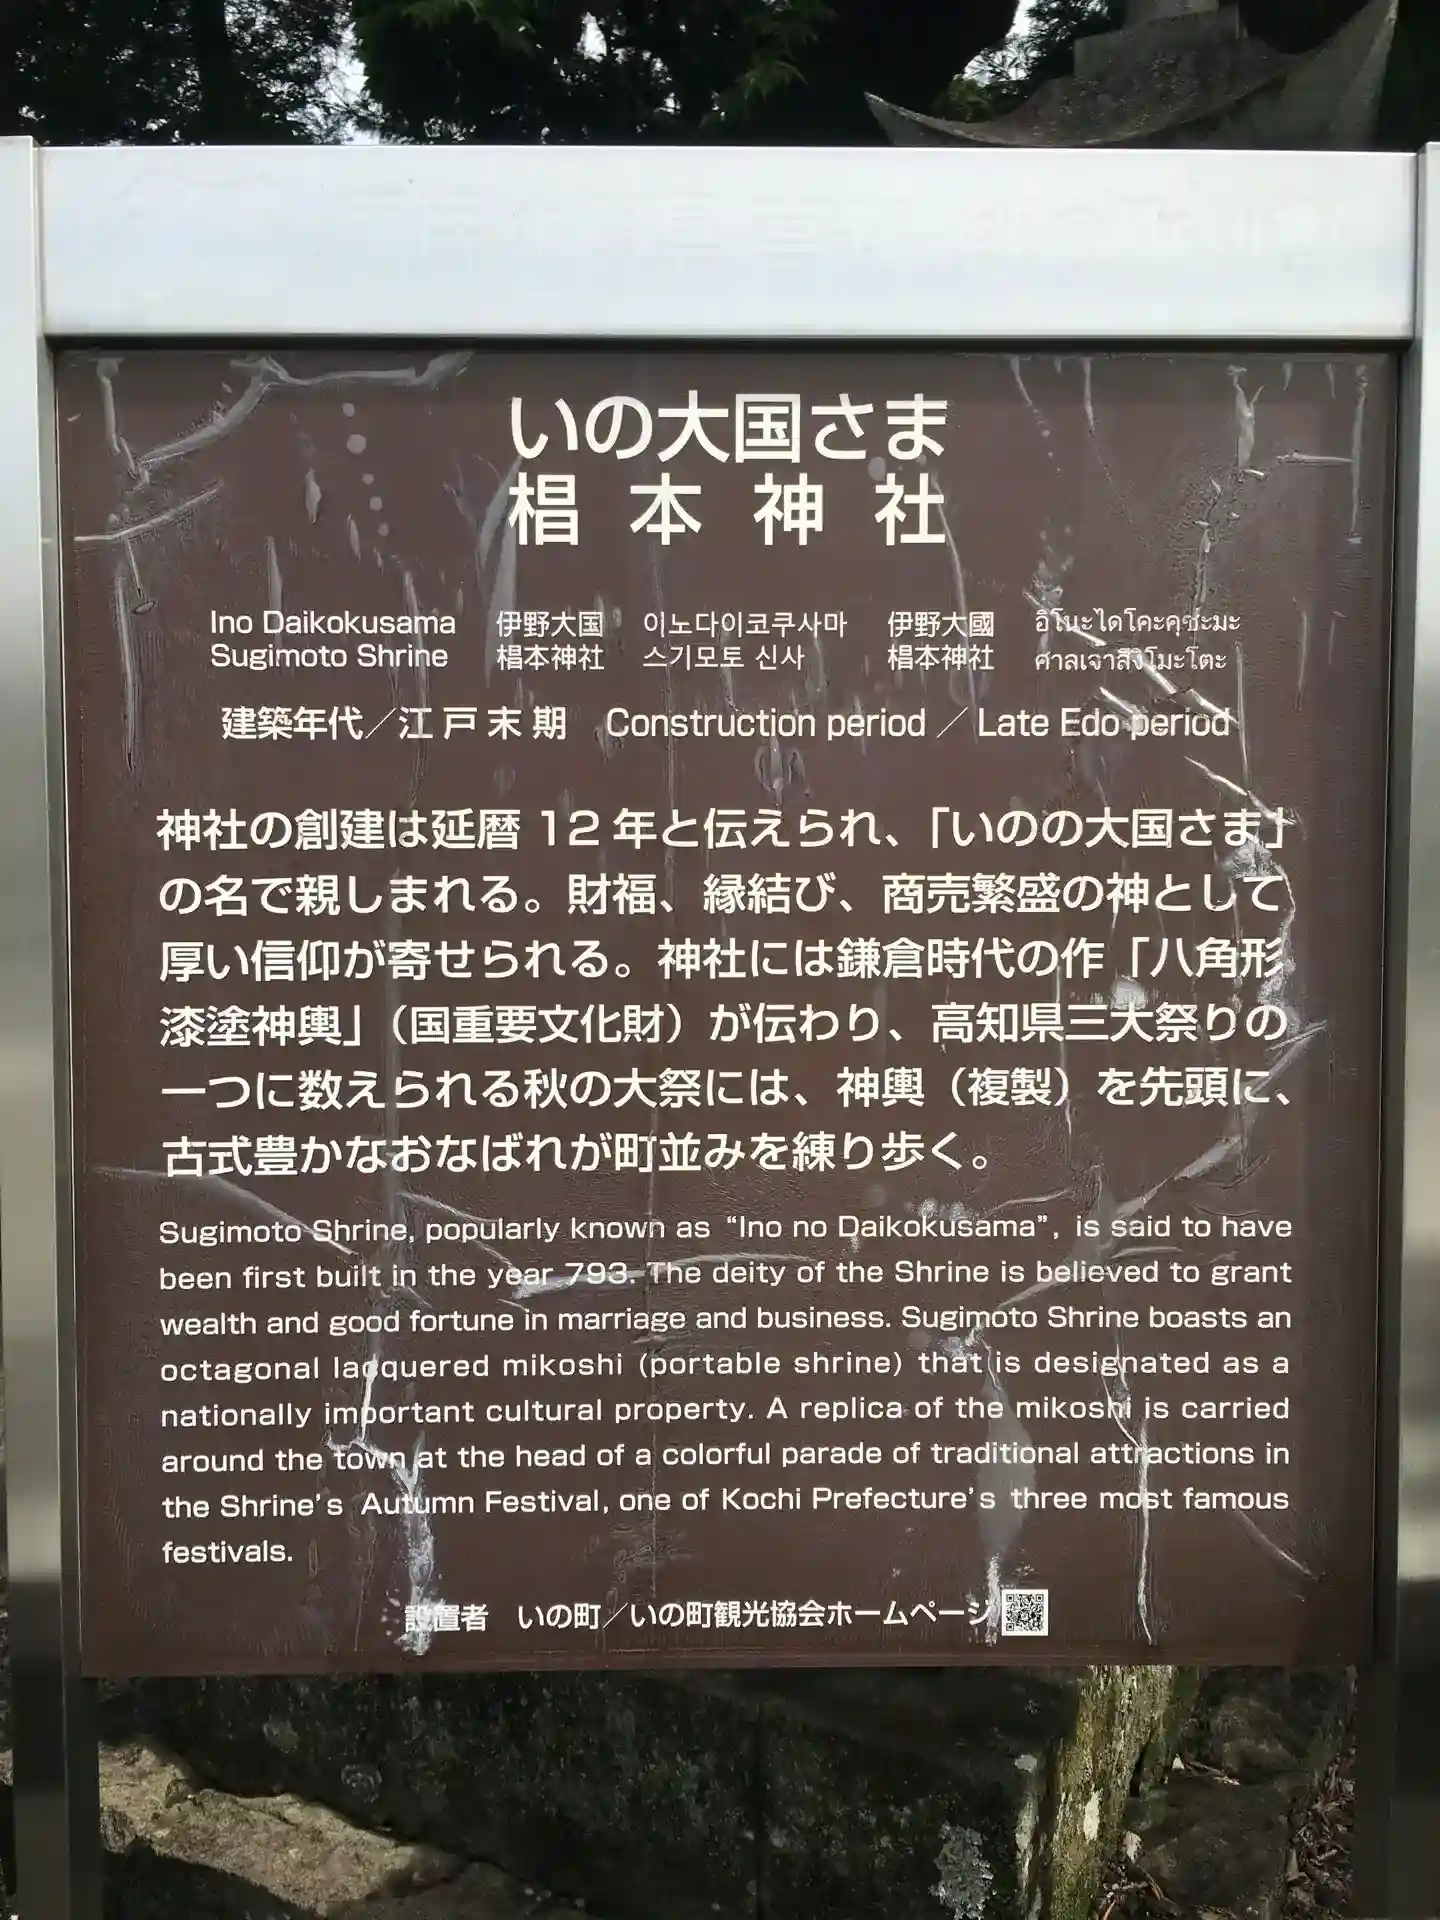 いの大国さま
椙本神社
Ino Daikokusama 伊野大国 이노다이코쿠사마 伊野大國 อิโนะไดโคะคุซะมะ
Sugimoto Shrine 椙本神社 스기모토 신사 椙本神社 ศาลเจ้าสึงิโมะโตะ
建築年代／江戸末期 Construction period ／ Late Edo period
神社の創建は延暦 12 年と伝えられ、「いのの大国さま」
の名で親しまれる。財福、縁結び、商売繁盛の神として
厚い信仰が寄せられる。神社には鎌倉時代の作「八角形
漆塗神輿」（国重要文化財）が伝わり、高知県三大祭りの
一つに数えられる秋の大祭には、神輿（複製）を先頭に、
古式豊かなおなばれが町並みを練り歩く。
Sugimoto Shrine, popularly known as “Ino no Daikokusama”, is said to have
been first built in the year 793. The deity of the Shrine is believed to grant
wealth and good fortune in marriage and business. Sugimoto Shrine boasts an
octagonal lacquered mikoshi (portable shrine) that is designated as a
nationally important cultural property. A replica of the mikoshi is carried
around the town at the head of a colorful parade of traditional attractions in
the Shrine’s Autumn Festival, one of Kochi Prefecture’s three most famous
festivals.
設置者 いの町／いの町観光協会ホームページ